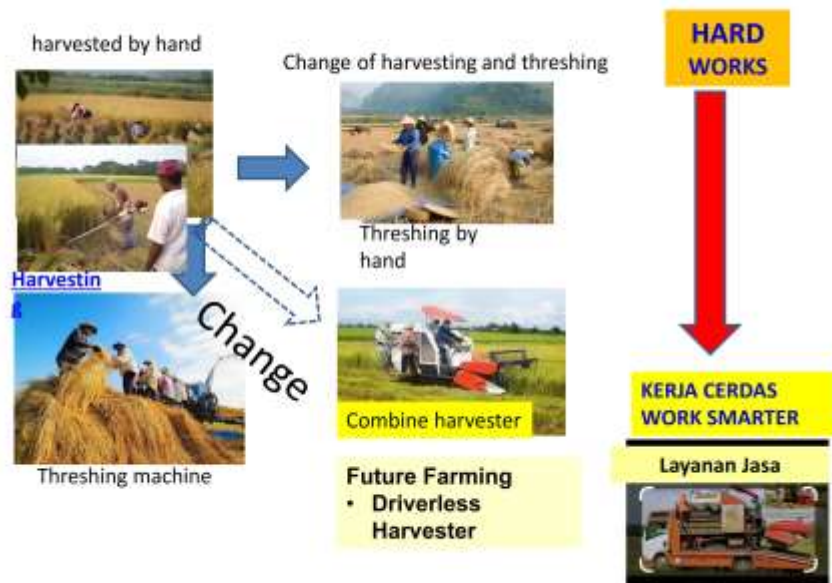 harvested by hand
Change of harvesting and threshing
HARD
WORKS
Threshing by
hand
Harvestin
g
Change
Combine harvester
KERJA CERDAS
WORK SMARTER
Threshing machine
Layanan Jasa
Future Farming
• Driverless
Harvester